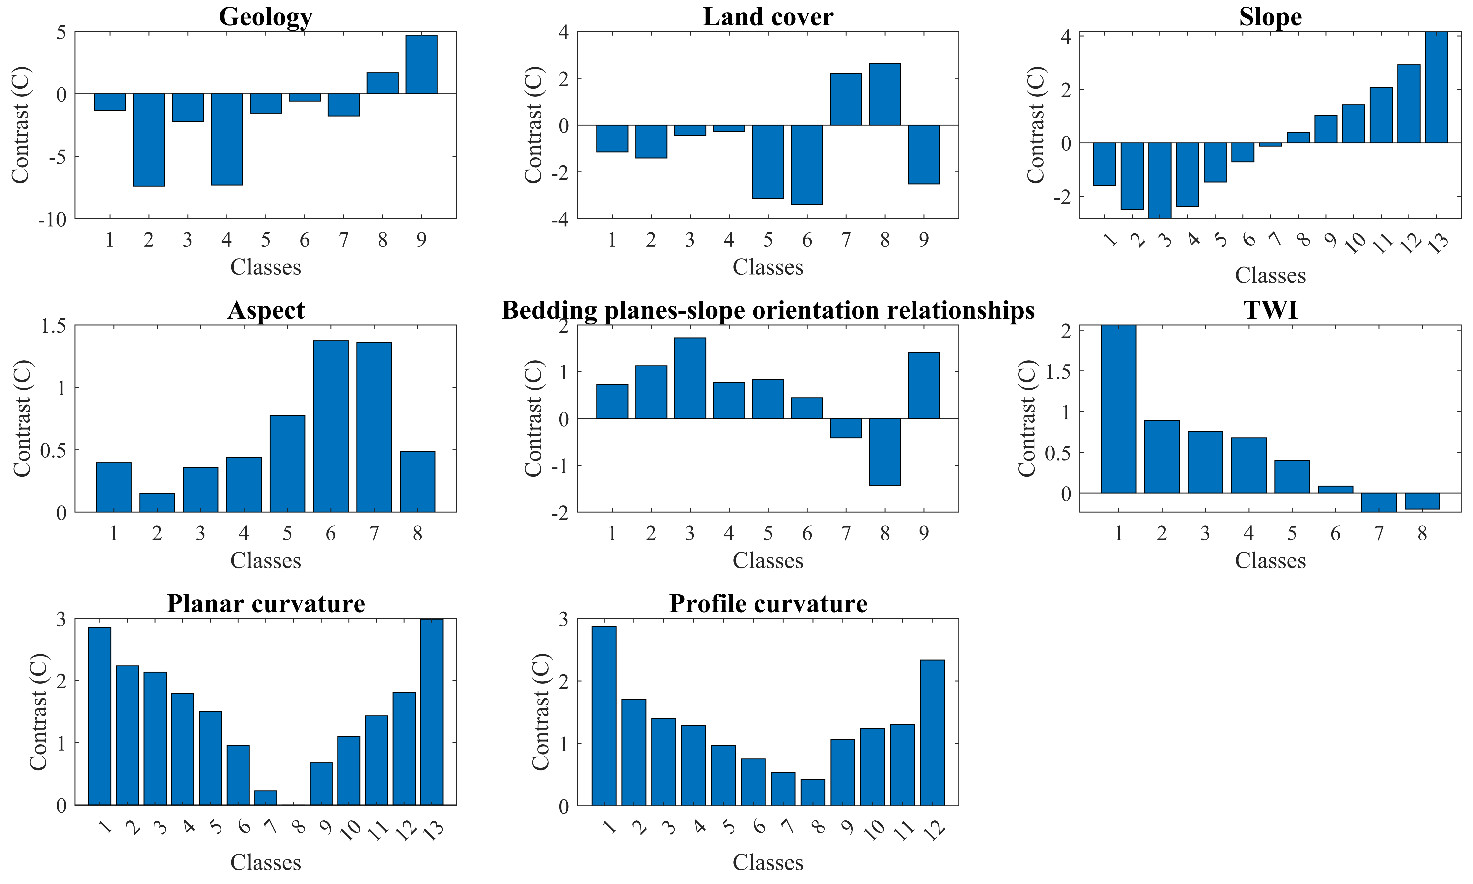 Geology
Contrast (C)
5
0
-5
-10
1 2 3 4 5 6 7 8 9
Classes
Land cover
Contrast (C)
4
2
0
-2
-4
1 2 3 4 5 6 7 8 9
Classes
Slope
Contrast (C)
4
2
0
-2
1 2 3 4 5 6 7 8 9 10 11 12 13
Classes
Aspect
Contrast (C)
1.5
1
0.5
0
1 2 3 4 5 6 7 8
Classes
Bedding planes-slope orientation relationships
Contrast (C)
2
1
0
-1
-2
1 2 3 4 5 6 7 8 9
Classes
TWI
Contrast (C)
2
1.5
1
0.5
0
1 2 3 4 5 6 7 8
Classes
Planar curvature
Contrast (C)
3
2
1
0
1 2 3 4 5 6 7 8 9 10 11 12 13
Classes
Profile curvature
Contrast (C)
3
2
1
0
1 2 3 4 5 6 7 8 9 10 11 12
Classes